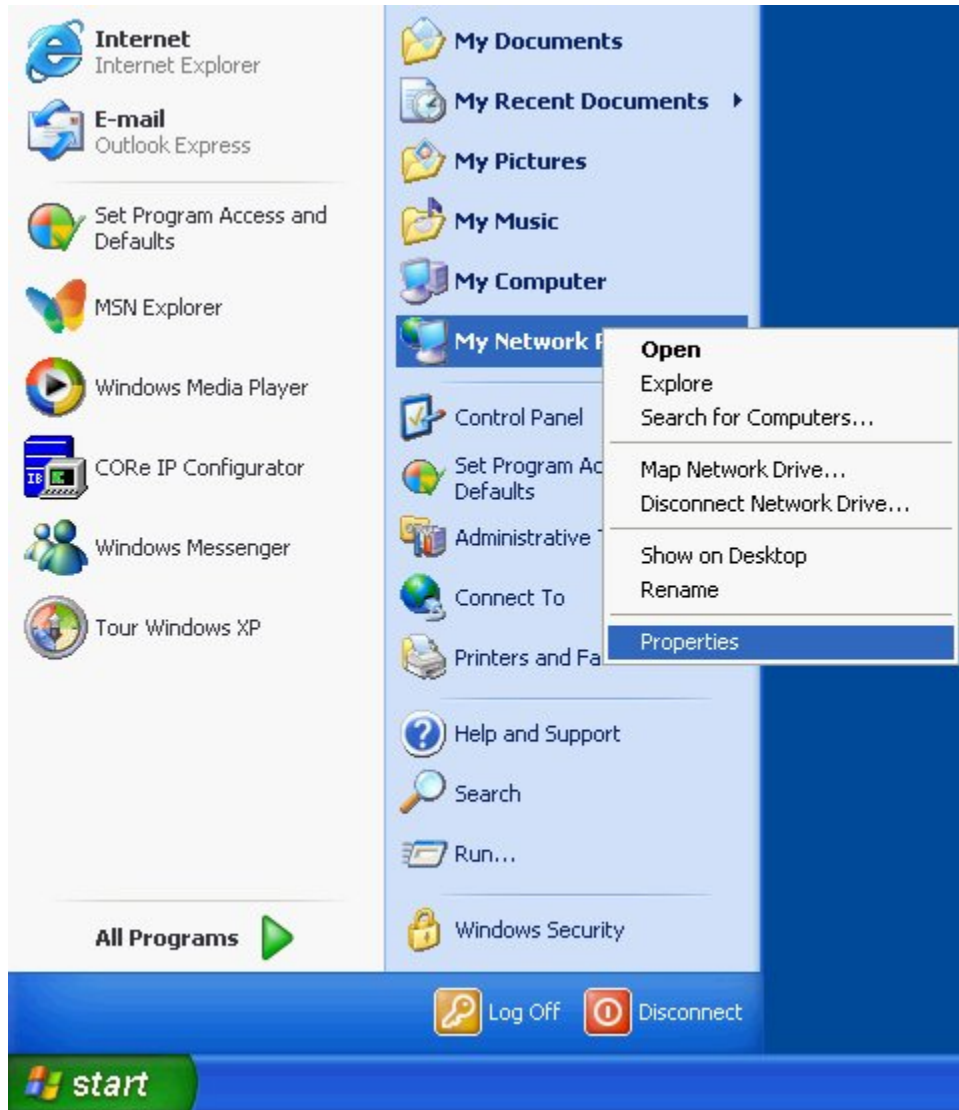 Internet
Internet Explorer
E-mail
Outlook Express
Set Program Access and
Defaults
MSN Explorer
Windows Media Player
IB
CORe IP Configurator
Windows Messenger
Tour Windows XP
All Programs
My Documents
My Recent Documents
My Pictures
My Music
My Computer
My Network
Control Panel
Set Program
Defaults
Administrative
Connect To
Printers and
Help and Support
Search
Run...
Windows Security
Open
Explore
Search for Computers...
Map Network Drive...
Disconnect Network Drive...
Show on Desktop
Rename
Properties
Log Off
Disconnect
start